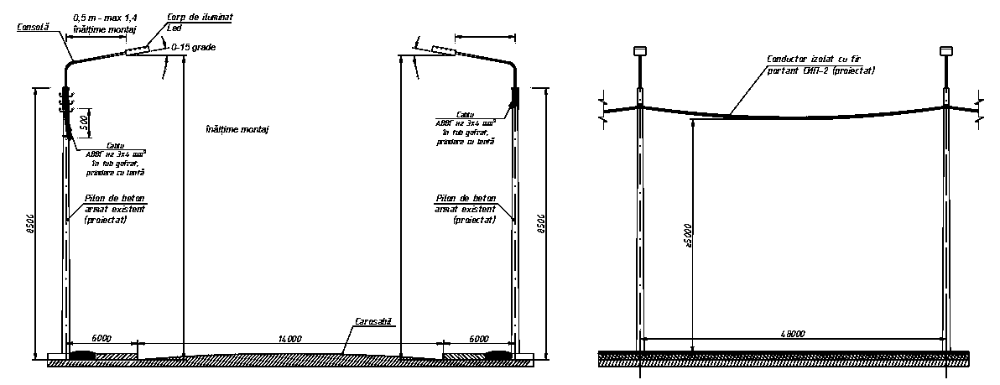 0,5 m - max 1,4
înălțime montaj
Corp de iluminat
Led
Consolă
0-15 grade
Conductor izolat cu fir
portant СИП-2 (proiectat)
500
înălțime montaj
Cablu
АВВГ нг 3x4 mm²
în tub gofrat,
prindere cu bentă
Cablu
АВВГ нг 3x4 mm²
în tub gofrat,
prindere cu bentă
Pilon de beton
armat existent
(proiectat)
Pilon de beton
armat existent
(proiectat)
8500
8500
≥5000
Carosabil
6000
14000
6000
48000